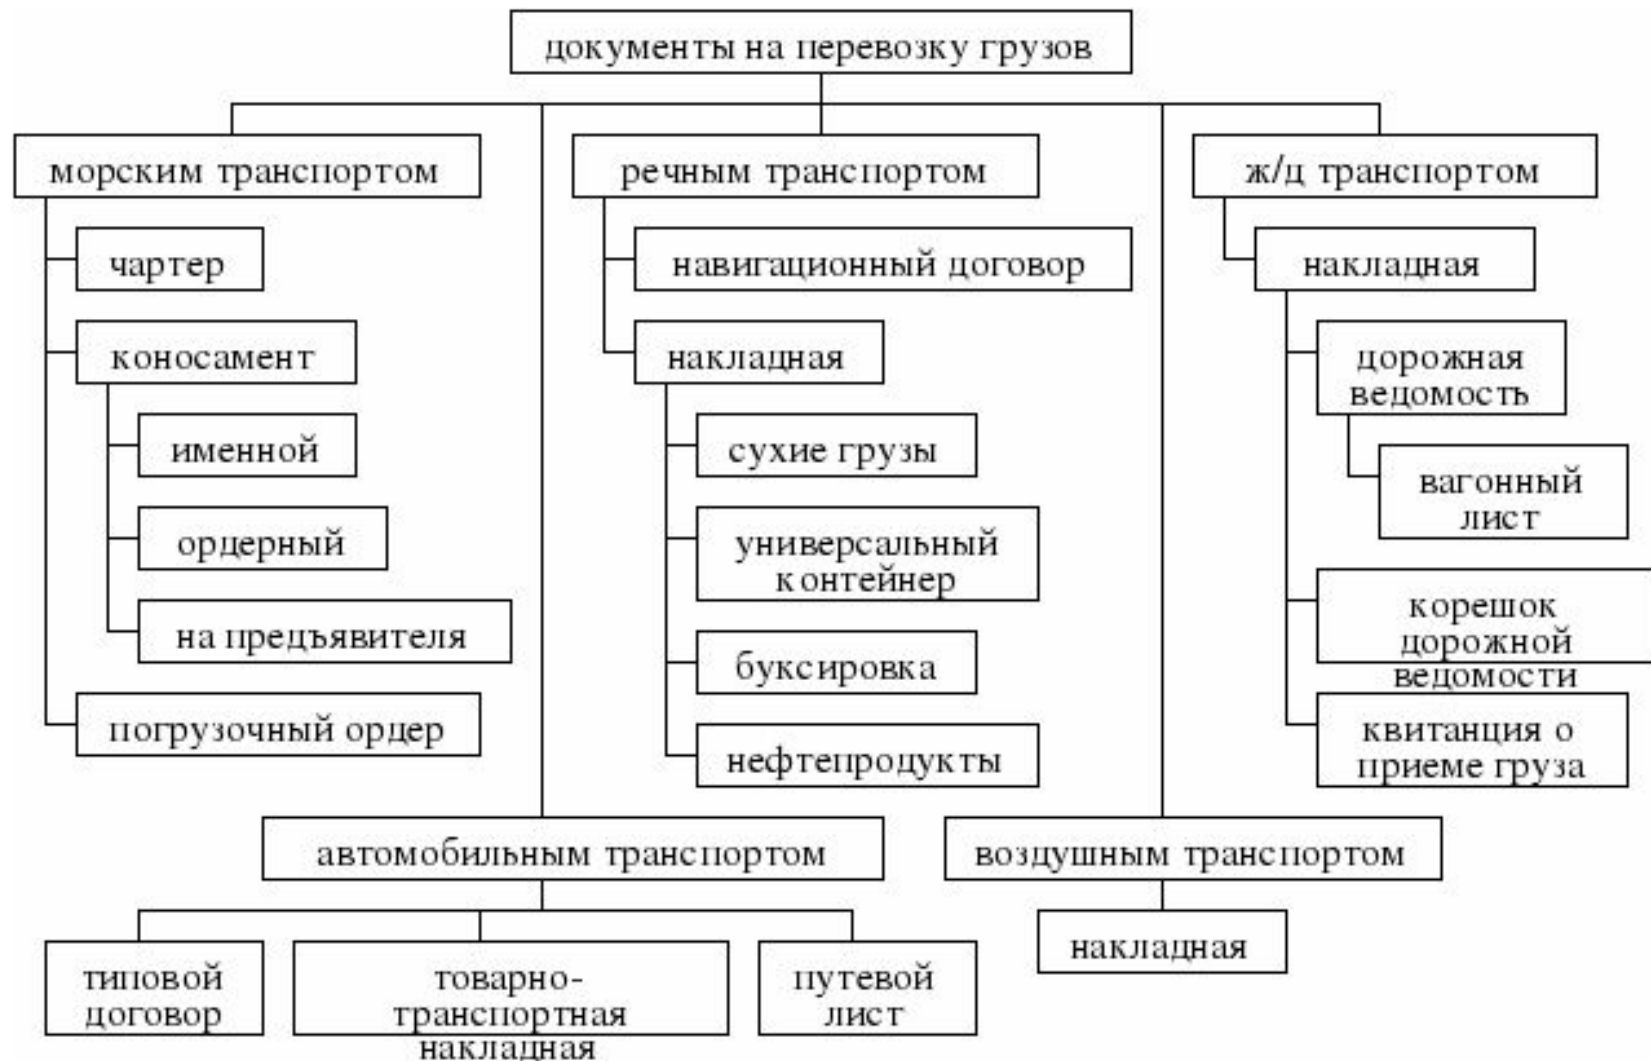 документы на перевозку грузов
морским транспортом
чартер
коносамент
именной
ордерный
на предъявителя
погрузочный ордер
речным транспортом
навигационный договор
накладная
сухие грузы
универсальный
контейнер
буксировка
нефтепродукты
ж/д транспортом
накладная
дорожная
ведомость
вагонный
лист
корешок
дорожной
ведомости
квитанция о
приеме груза
автомобильным транспортом
типовой
договор
товарно-
транспортная
накладная
путевой
лист
воздушным транспортом
накладная